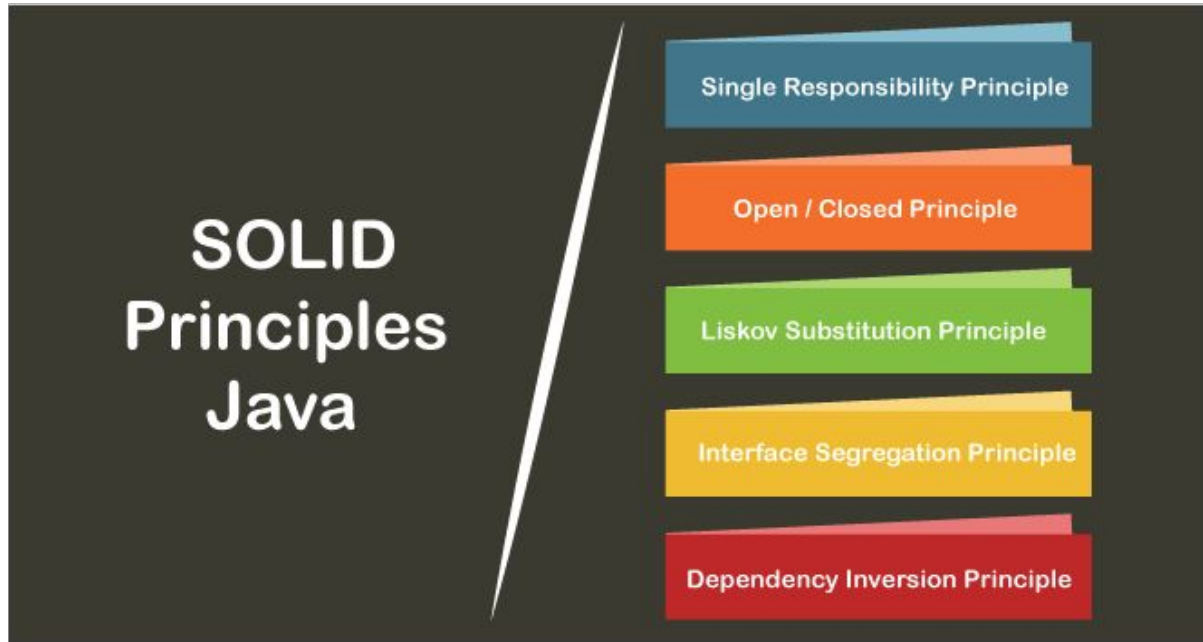 SOLID
Principles
Java
Single Responsibility Principle
Open / Closed Principle
Liskov Substitution Principle
Interface Segregation Principle
Dependency Inversion Principle